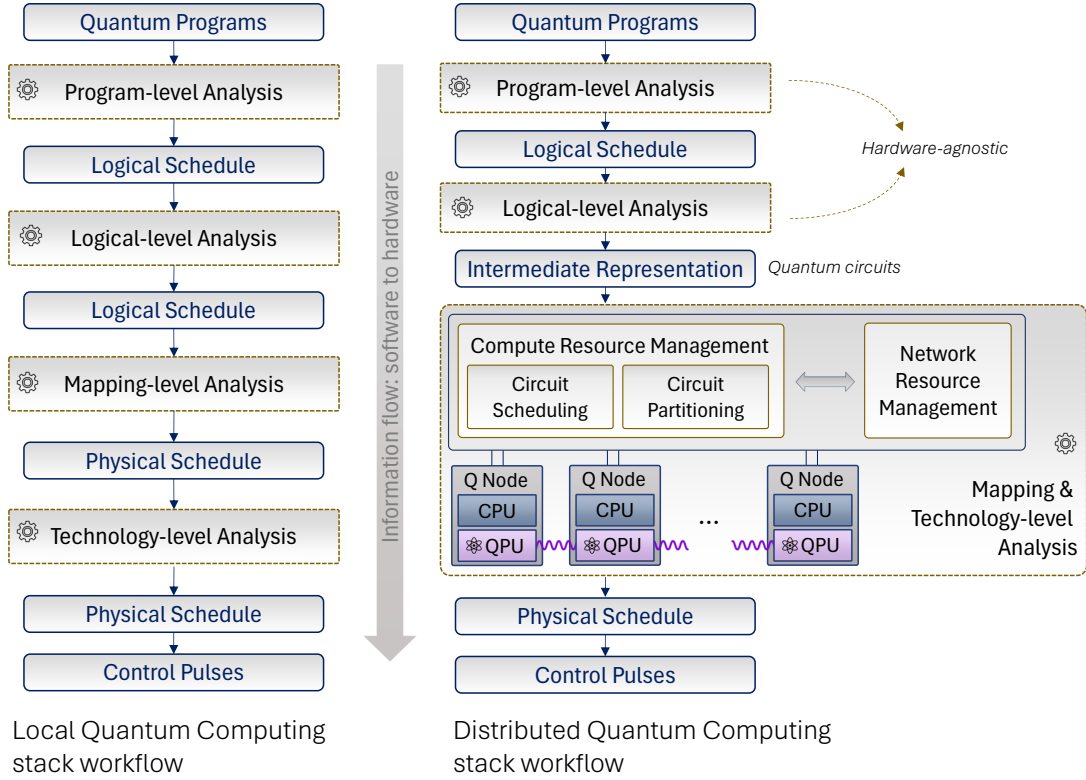 Quantum Programs
Program-level Analysis
Logical Schedule
Logical-level Analysis
Logical Schedule
Mapping-level Analysis
Physical Schedule
Technology-level Analysis
Physical Schedule
Control Pulses
Local Quantum Computing
stack workflow
Information flow: software to hardware
Quantum Programs
Program-level Analysis
Hardware-agnostic
Logical Schedule
Logical-level Analysis
Intermediate Representation
Quantum circuits
Compute Resource Management
Circuit
Scheduling
Circuit
Partitioning
Network
Resource
Management
Q Node
CPU
QPU
Q Node
CPU
QPU
...
Q Node
CPU
QPU
Mapping &
Technology-level
Analysis
Physical Schedule
Control Pulses
Distributed Quantum Computing
stack workflow